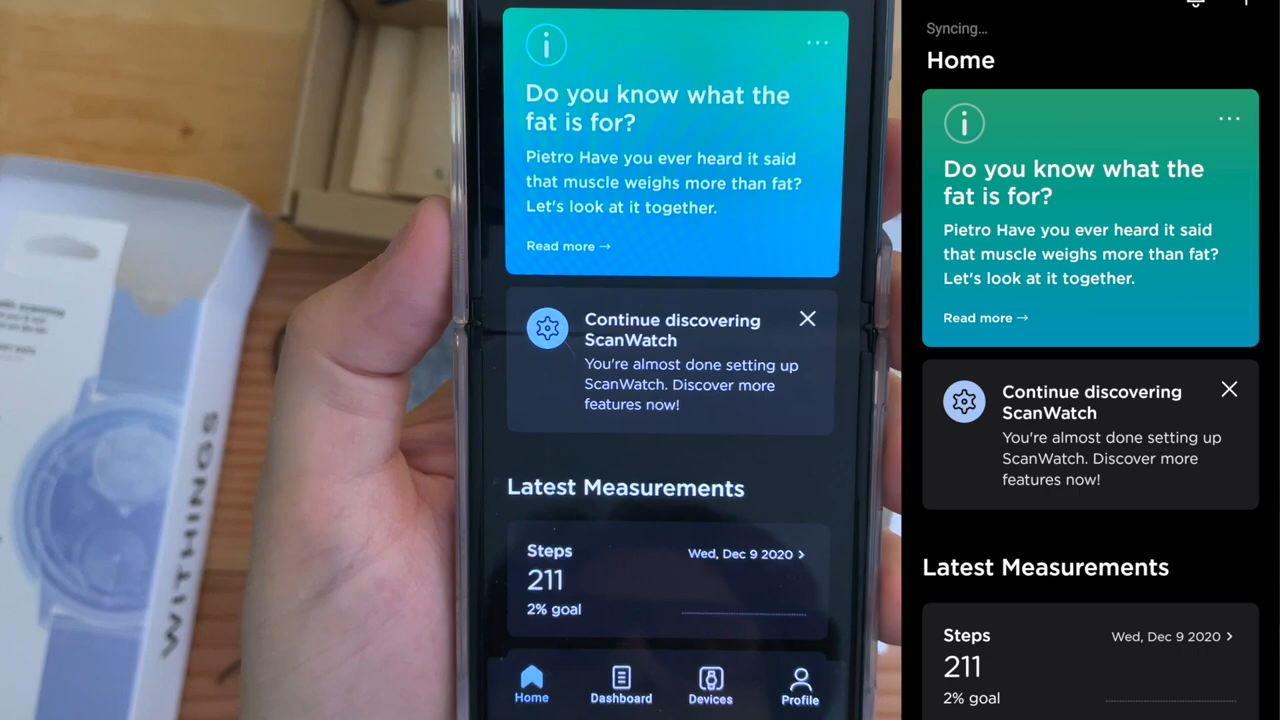 WITHINGS
Do you know what the
fat is for?
Pietro Have you ever heard it said
that muscle weighs more than fat?
Let's look at it together.
Read more →
Continue discovering
ScanWatch
You're almost done setting up
ScanWatch. Discover more
features now!
Latest Measurements
Steps
Wed, Dec 9 2020 >
211
2% goal
Home
Dashboard
Devices
Profile
Syncing...
Home
Do you know what the
fat is for?
Pietro Have you ever heard it said
that muscle weighs more than fat?
Let's look at it together.
Read more →
Continue discovering
ScanWatch
You're almost done setting up
ScanWatch. Discover more
features now!
Latest Measurements
Steps
Wed, Dec 9 2020 >
211
2% goal